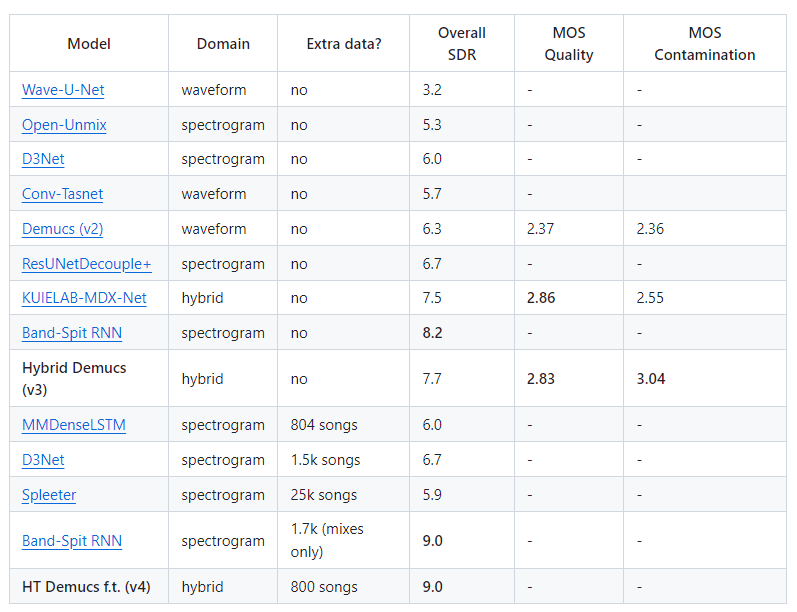 Model Domain Extra data? Overall SDR MOS Quality MOS Contamination
Wave-U-Net waveform no 3.2 - -
Open-Unmix spectrogram no 5.3 - -
D3Net spectrogram no 6.0 - -
Conv-Tasnet waveform no 5.7 -
Demucs (v2) waveform no 6.3 2.37 2.36
ResUNetDecouple+ spectrogram no 6.7 - -
KUIELAB-MDX-Net hybrid no 7.5 2.86 2.55
Band-Spit RNN spectrogram no 8.2 - -
Hybrid Demucs (v3) hybrid no 7.7 2.83 3.04
MMDenseLSTM spectrogram 804 songs 6.0 - -
D3Net spectrogram 1.5k songs 6.7 - -
Spleeter spectrogram 25k songs 5.9 - -
Band-Spit RNN spectrogram 1.7k (mixes only) 9.0 - -
HT Demucs f.t. (v4) hybrid 800 songs 9.0 - -